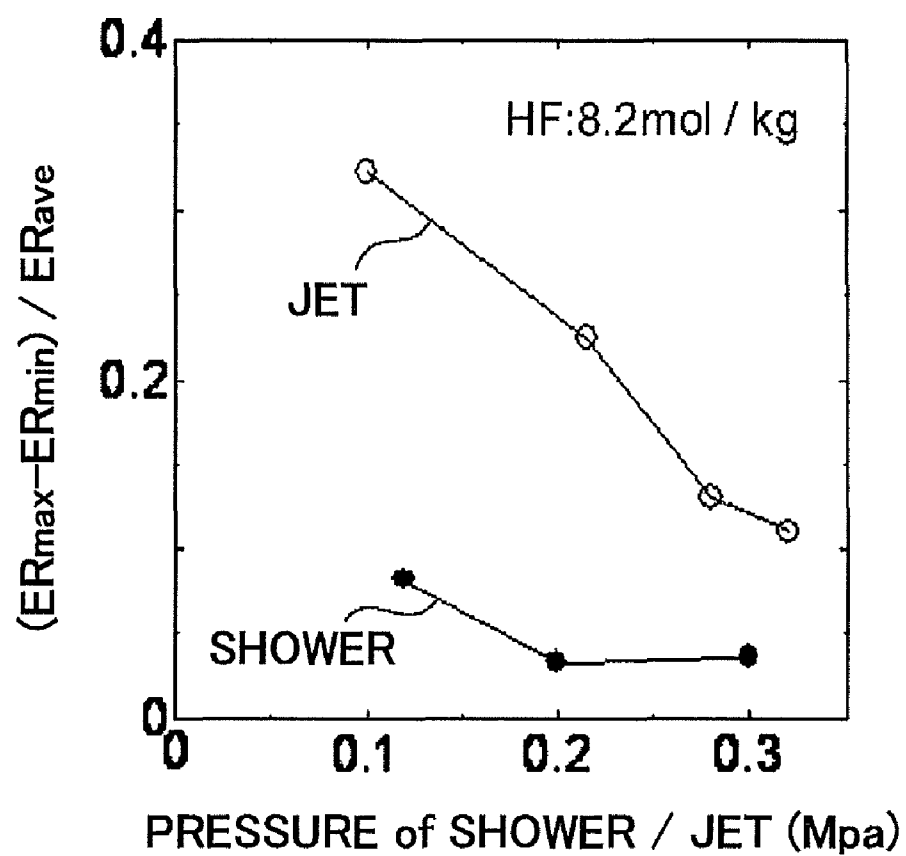 0.4
HF:8.2mol / kg
(ERmax-ERmin) / ERave
JET
0.2
SHOWER
0
0 0.1 0.2 0.3
PRESSURE of SHOWER / JET (Mpa)